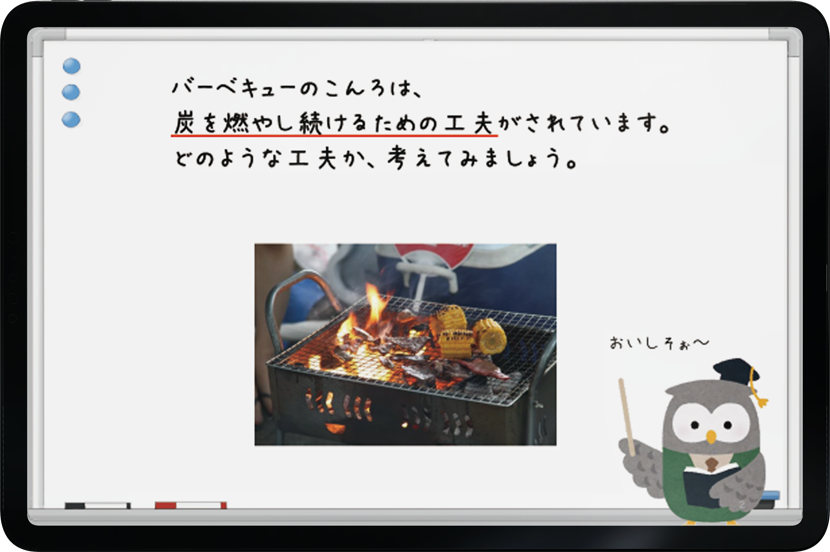 バーベキューのこんろは、
炭を燃やし続けるための工夫がされています。
どのような工夫か、考えてみましょう。
おいしそぉ～